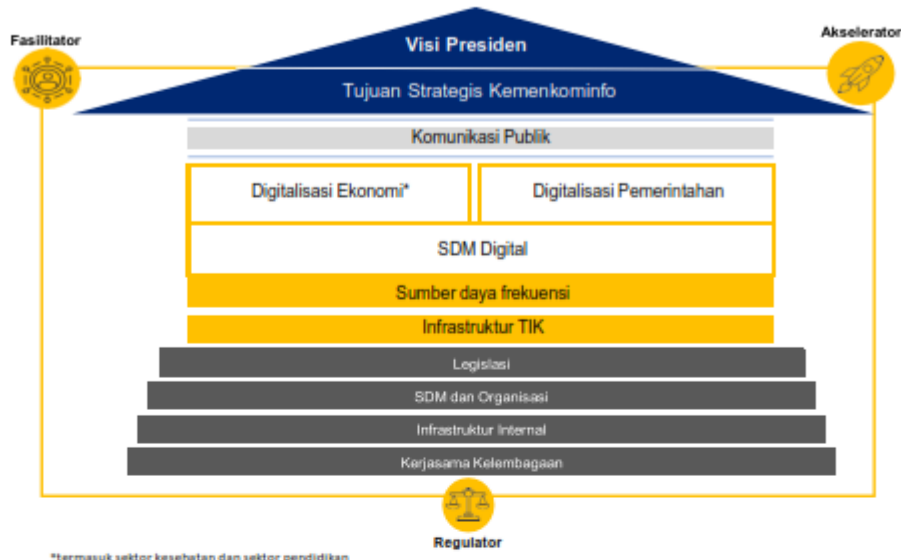 Fasilitator
Akselerator
Visi Presiden
Tujuan Strategis Kemenkominfo
Komunikasi Publik
Digitalisasi Ekonomi*
Digitalisasi Pemerintahan
SDM Digital
Sumber daya frekuensi
Infrastruktur TIK
Legislasi
SDM dan Organisasi
Infrastruktur Internal
Kerjasama Kelembagaan
Regulator
*termasuk sektor kesehatan dan sektor pendidikan